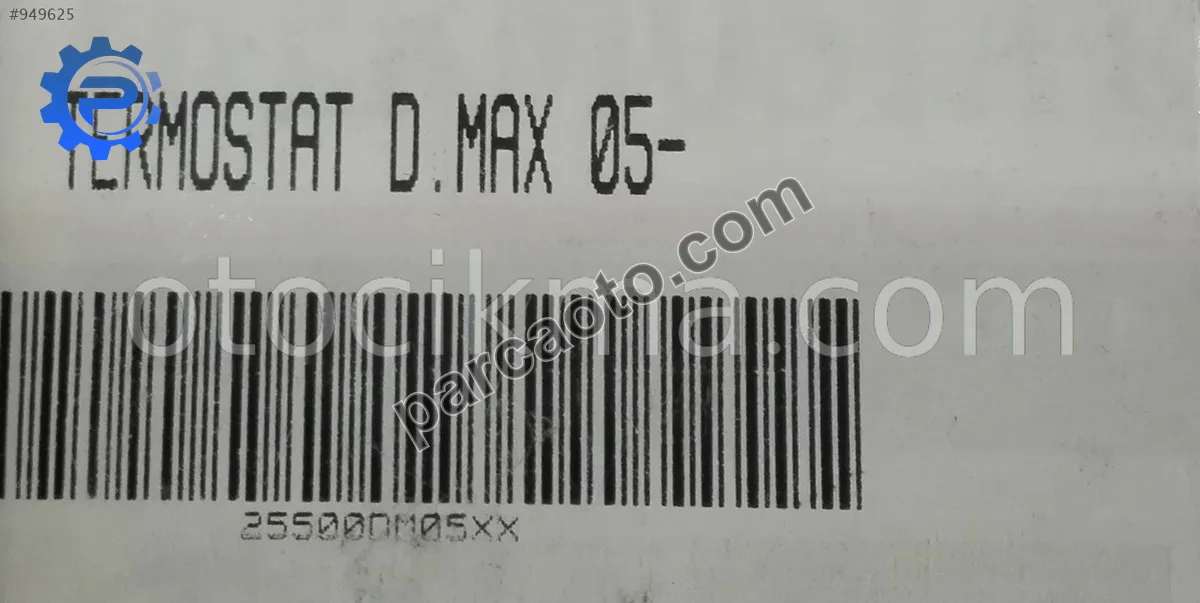 #949625
TERMOSTAT D.MAX 05-
parcaoto.com
otocikma.com
25500DM05XX